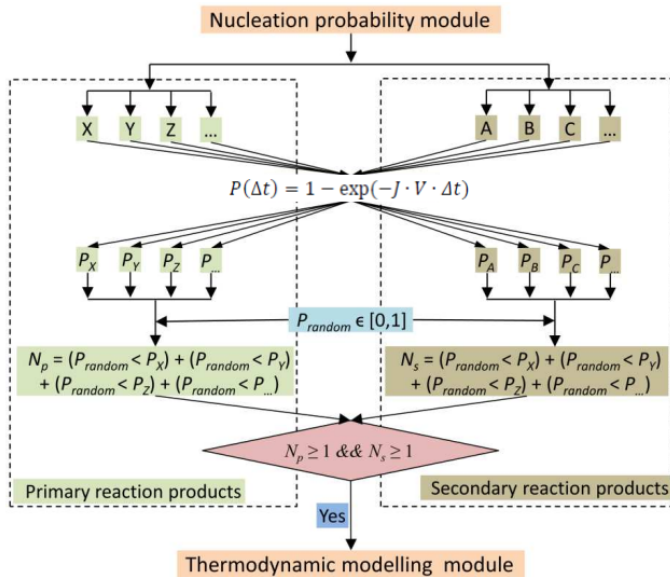 Nucleation probability module
X Y Z ... A B C ...
P(Δt) = 1 − exp(−J · V · Δt)
P_X P_Y P_Z P_... P_A P_B P_C P_...
P_random ϵ [0,1]
N_p = (P_random < P_X) + (P_random < P_Y)
+ (P_random < P_Z) + (P_random < P_...)
N_s = (P_random < P_X) + (P_random < P_Y)
+ (P_random < P_Z) + (P_random < P_...)
N_p ≥ 1 && N_s ≥ 1
Primary reaction products
Secondary reaction products
Yes
Thermodynamic modelling module